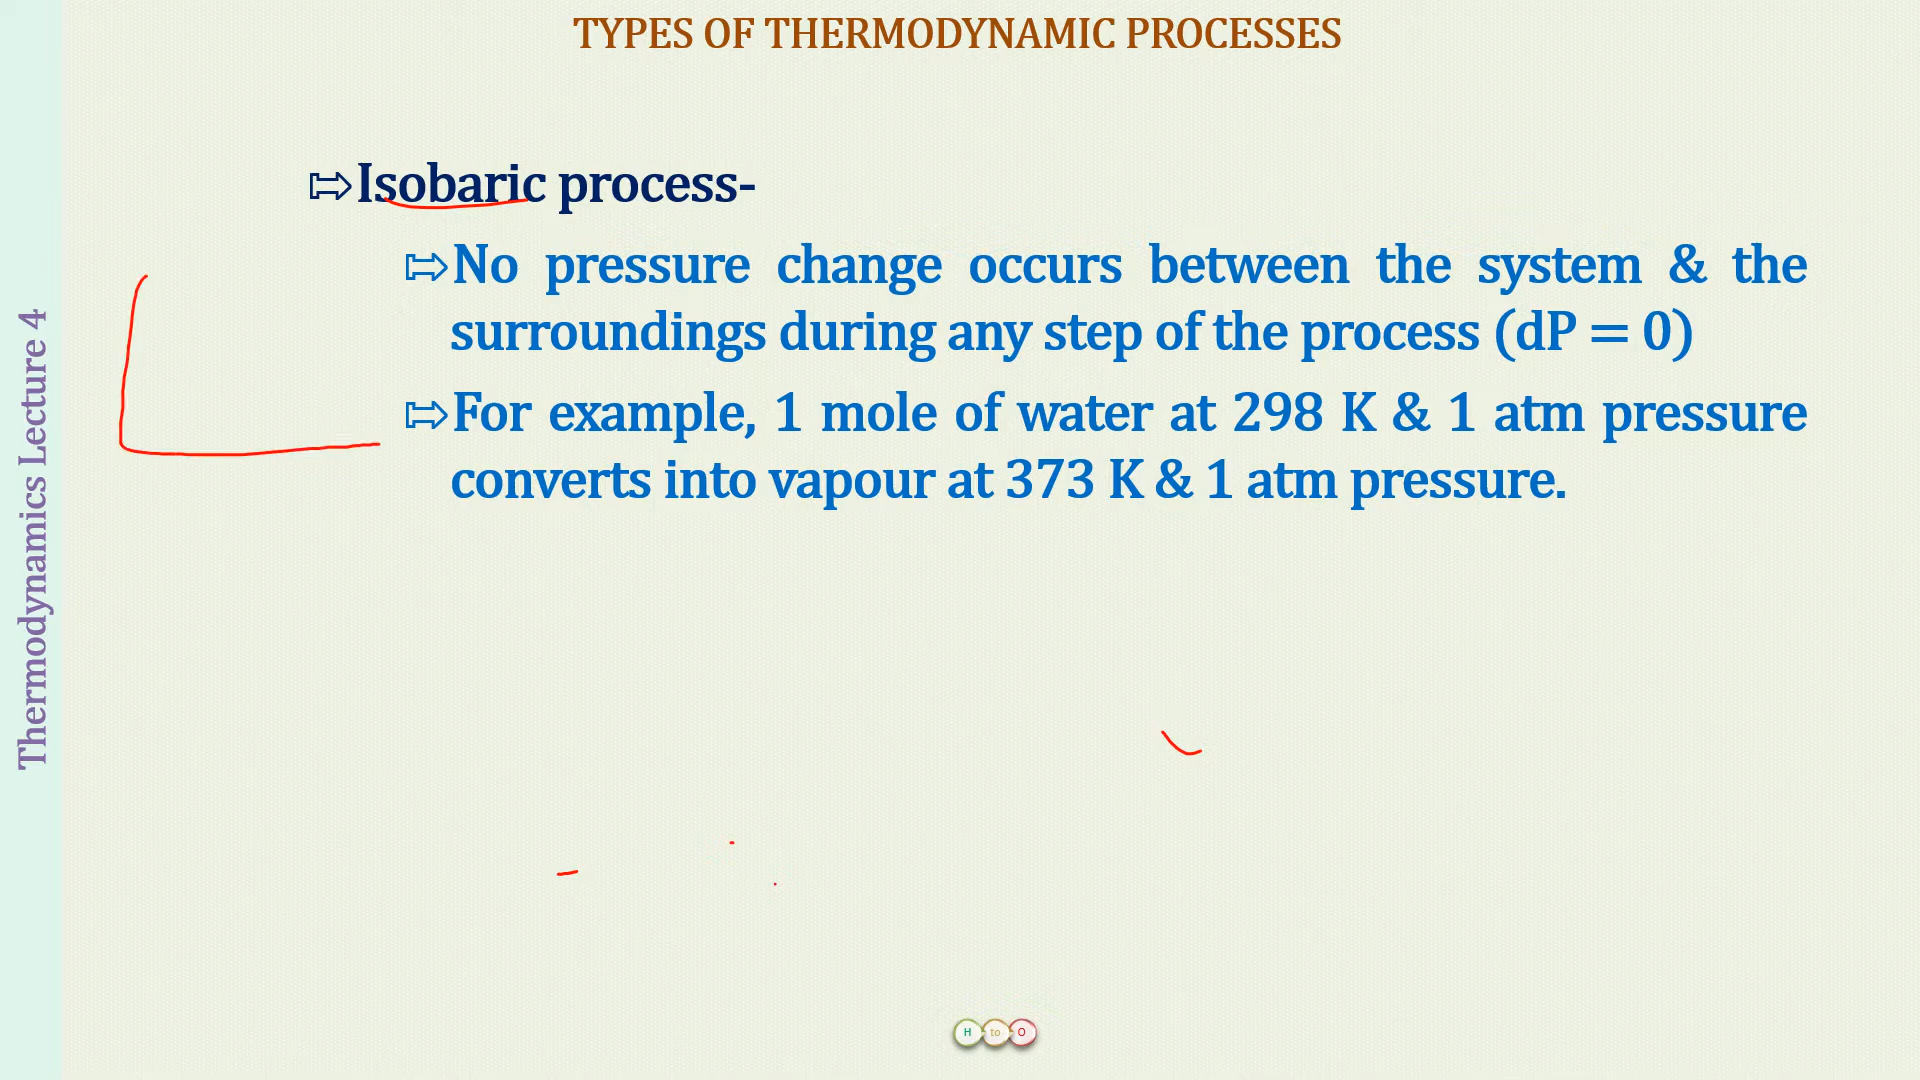 TYPES OF THERMODYNAMIC PROCESSES
Thermodynamics Lecture 4
⇨Isobaric process-
⇨No pressure change occurs between the system & the
surroundings during any step of the process (dP = 0)
⇨For example, 1 mole of water at 298 K & 1 atm pressure
converts into vapour at 373 K & 1 atm pressure.
H to O